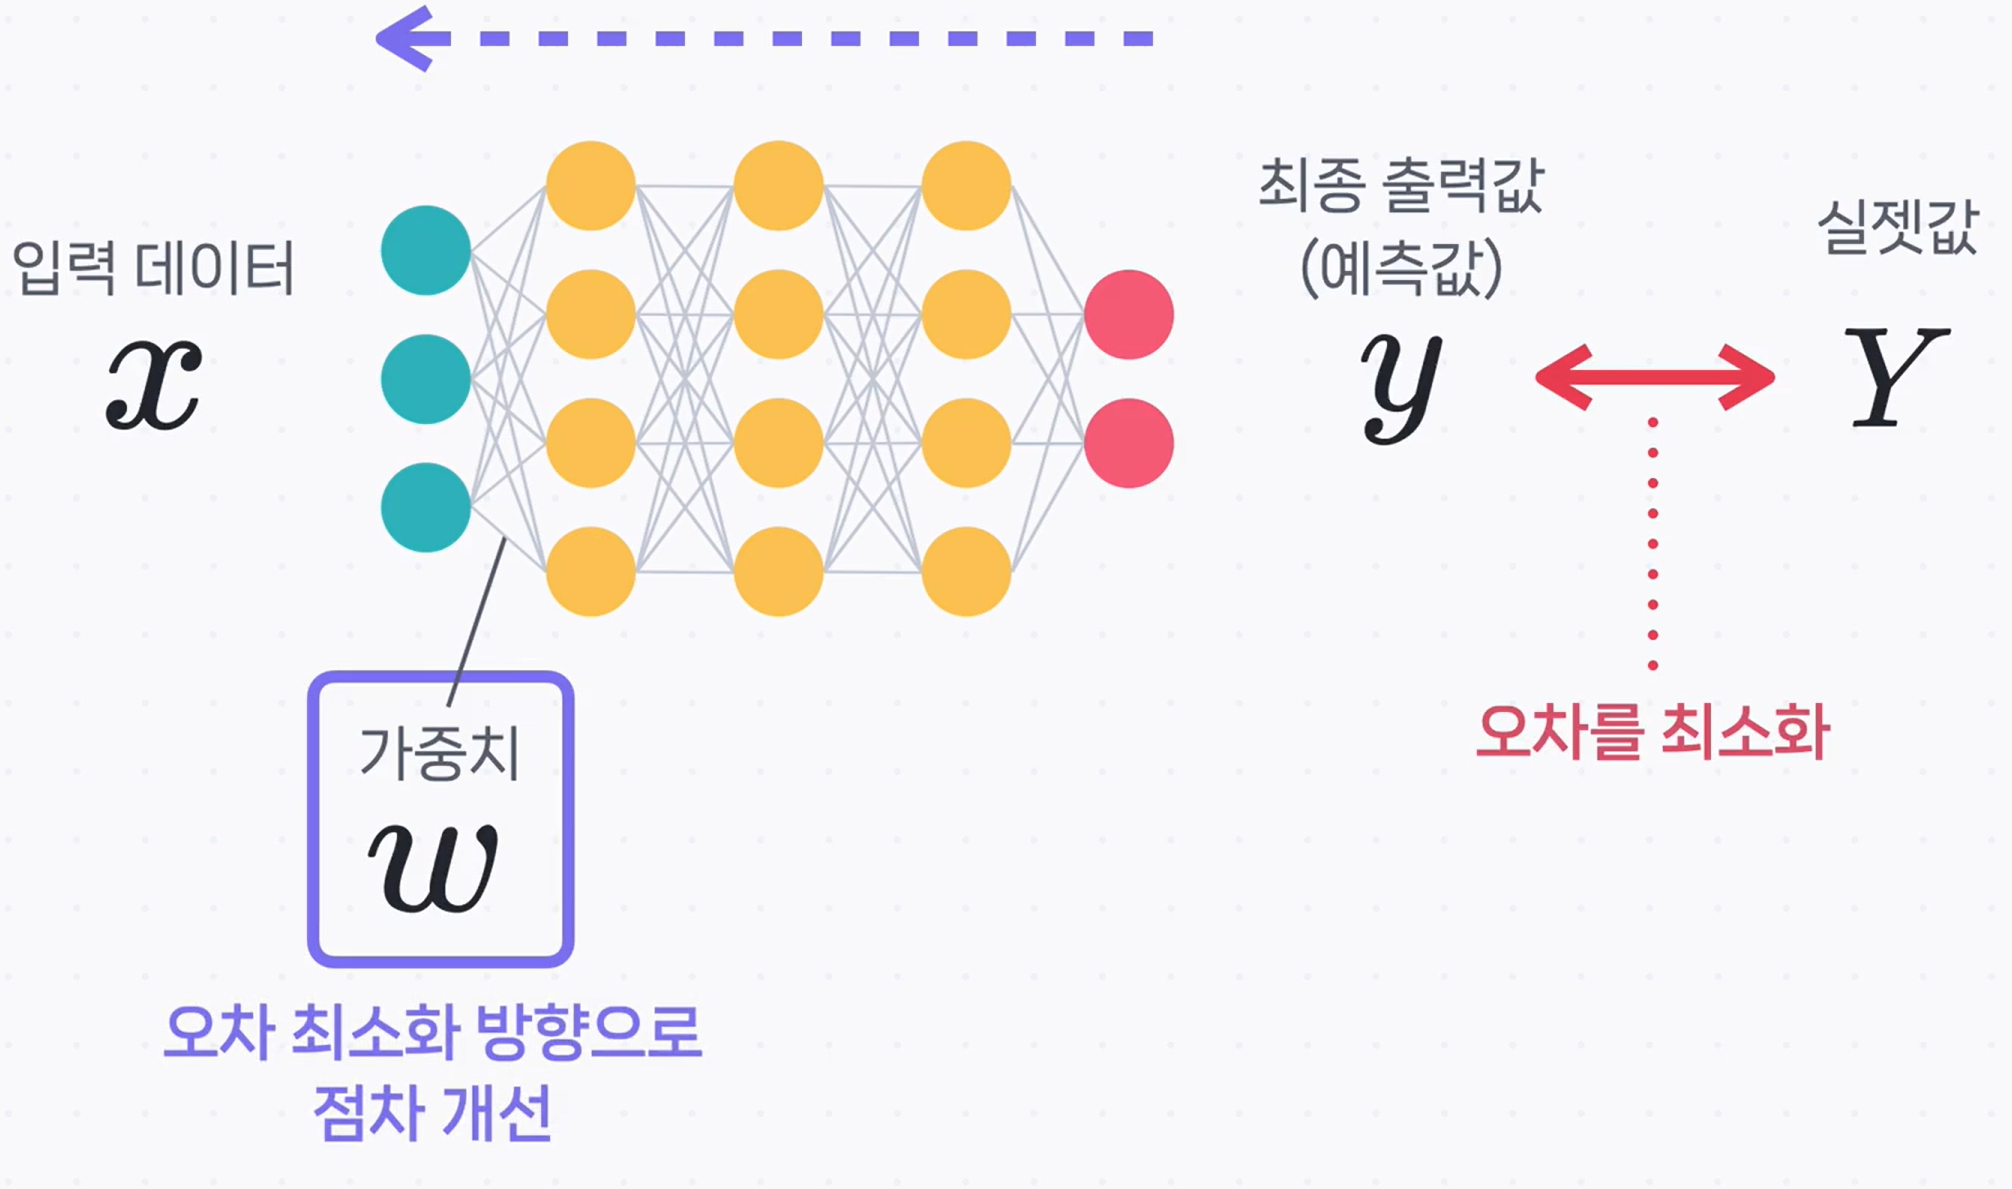 입력 데이터
x
최종 출력값
(예측값)
y
실젯값
Y
오차를 최소화
가중치
w
오차 최소화 방향으로
점차 개선